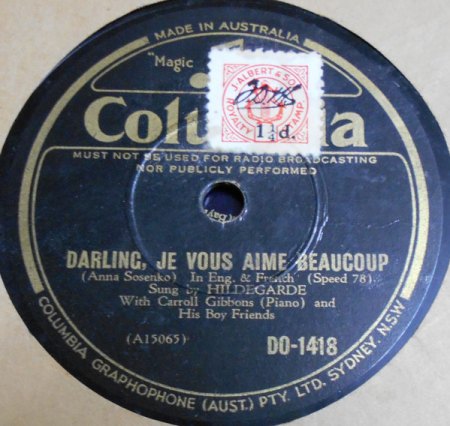 MADE IN AUSTRALIA
"Magic
J. ALBERT & SON
ROYALTY STAMP.
1¼d.
MUST NOT BE USED FOR RADIO BROADCASTING
NOR PUBLICLY PERFORMED
DARLING, JE VOUS AIME BEAUCOUP
(Anna Sosenko) In Eng. & French (Speed 78)
Sung by HILDEGARDE
With Carroll Gibbons (Piano) and
His Boy Friends
(A15065) DO-1418
COLUMBIA GRAPHOPHONE (AUST.) PTY. LTD. SYDNEY. N.S.W